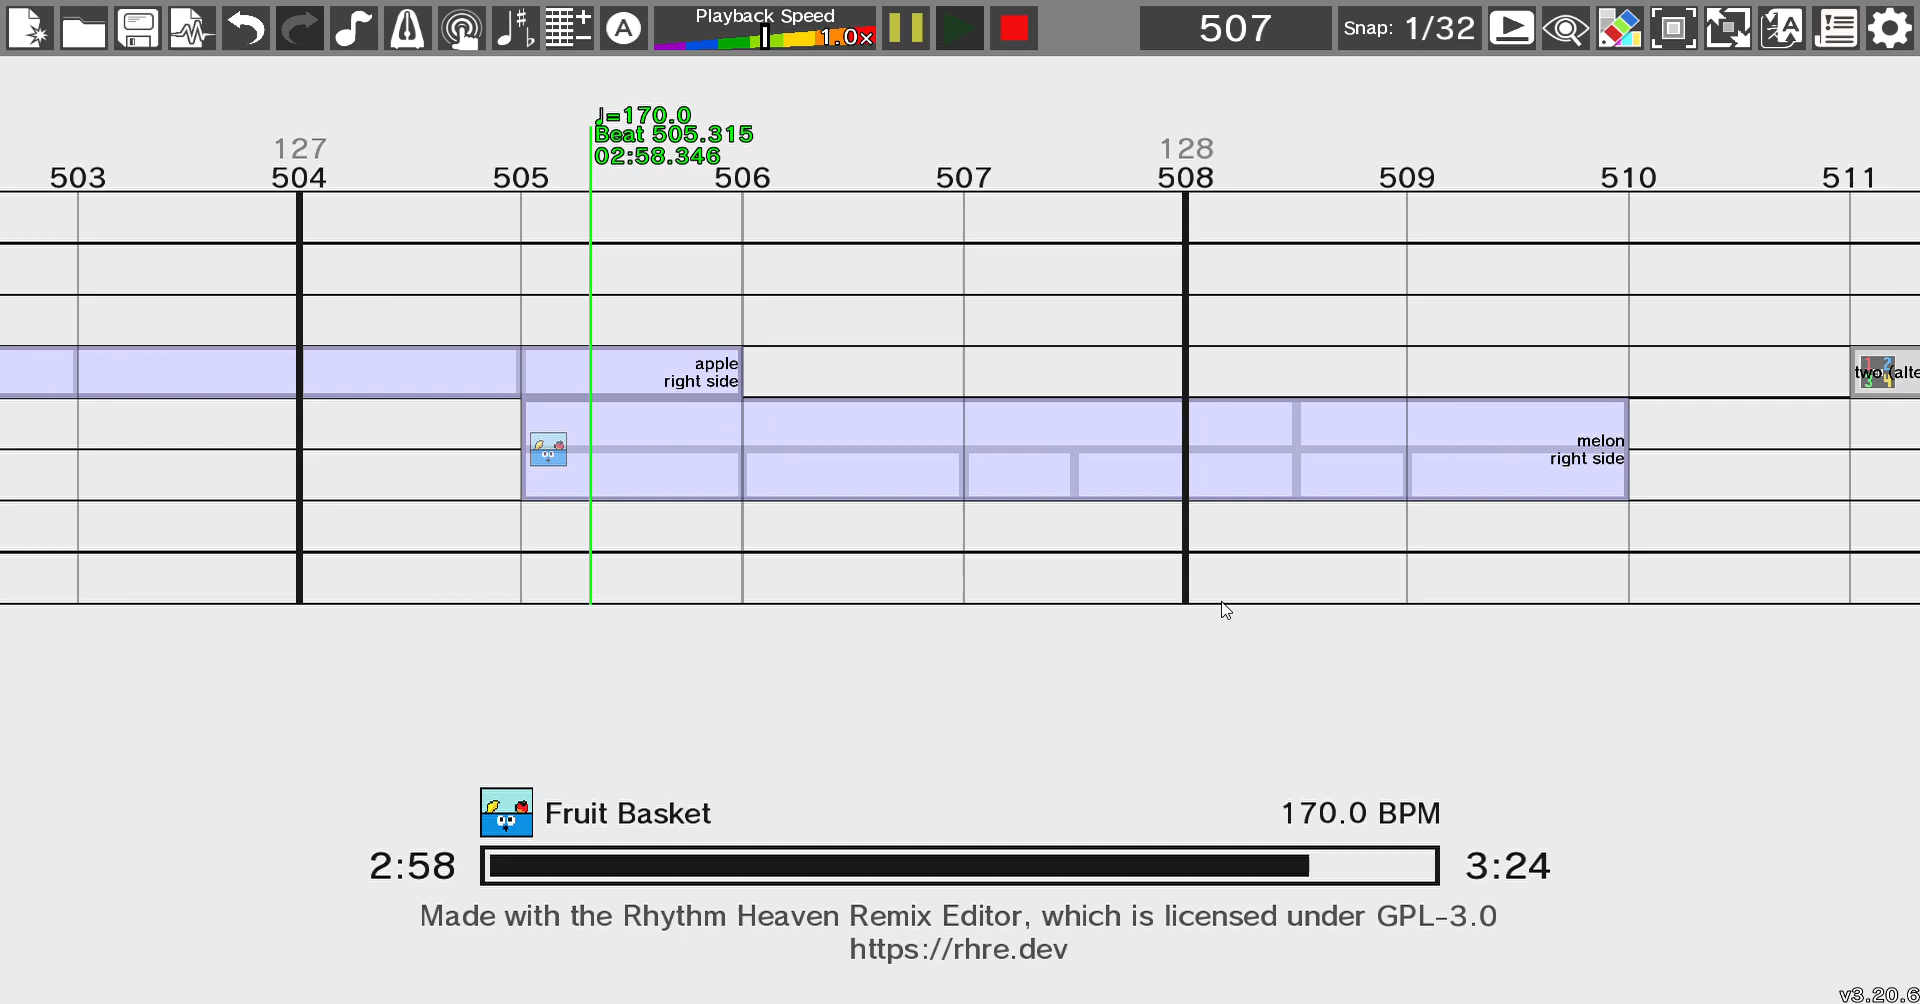 Playback Speed
1.0x
507
Snap: 1/32
♩=170.0
Beat 505.315
02:58.346
127 128
503 504 505 506 507 508 509 510 511
apple
right side
two (alte
melon
right side
Fruit Basket 170.0 BPM
2:58 3:24
Made with the Rhythm Heaven Remix Editor, which is licensed under GPL-3.0
https://rhre.dev
v3.20.6